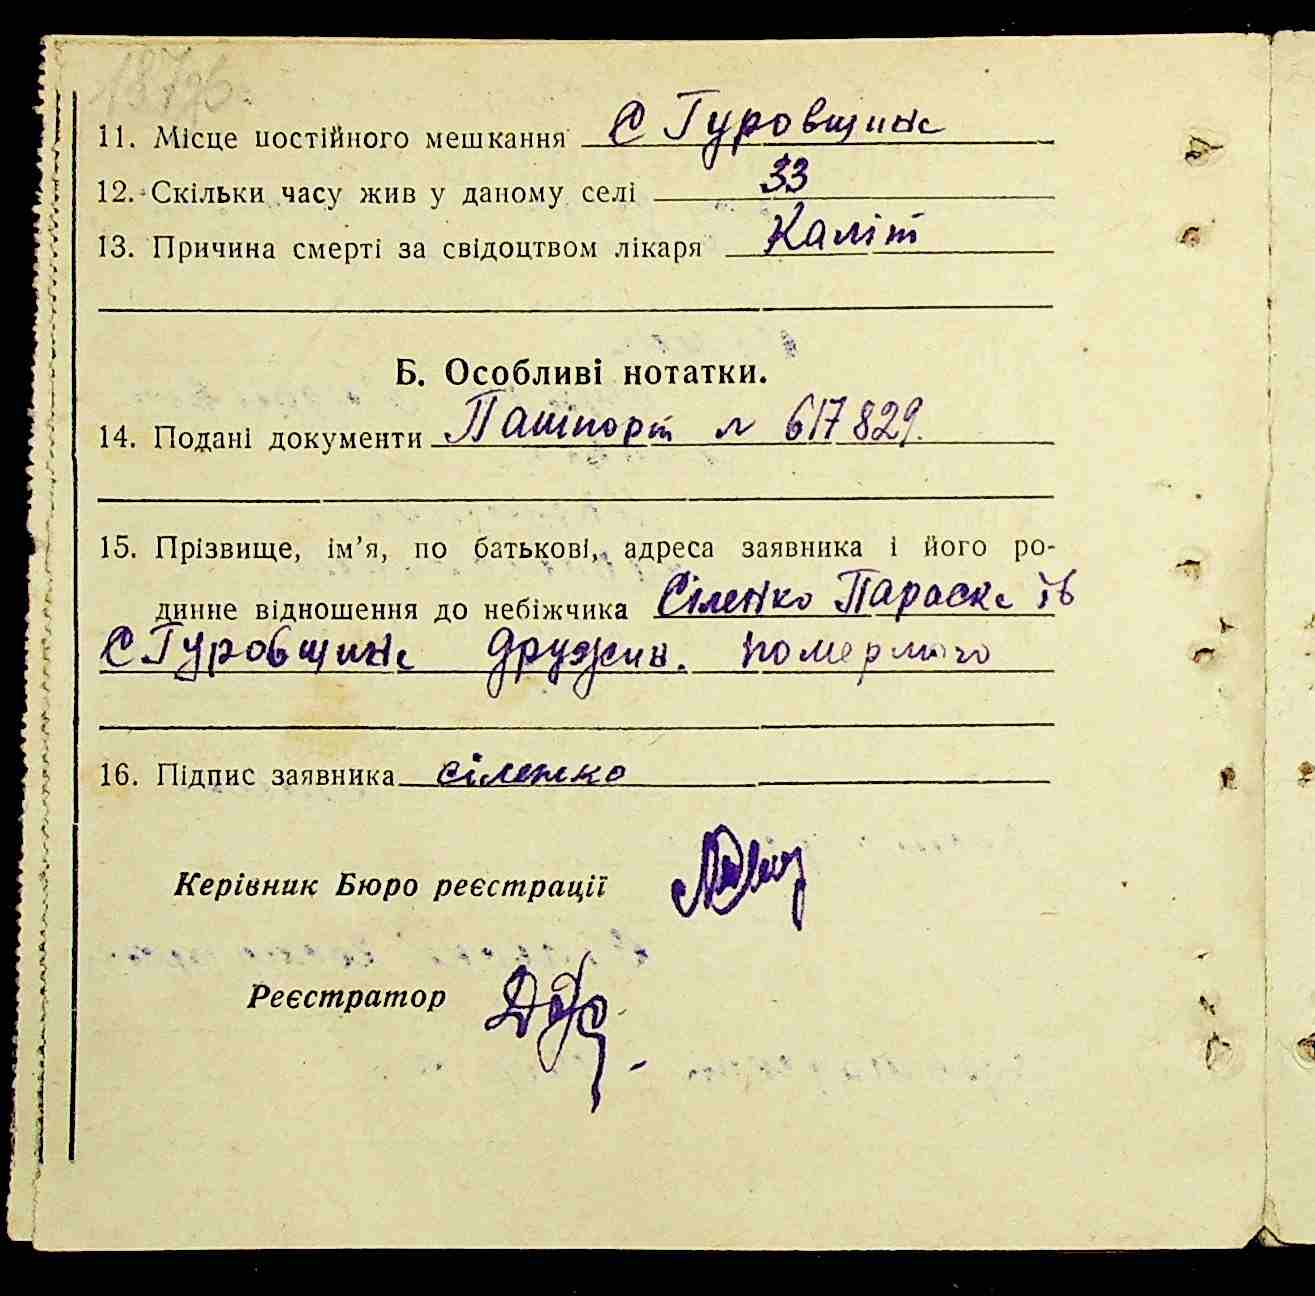 11. Місце постійного мешкання С Гуровщина
12. Скільки часу жив у даному селі 33
13. Причина смерті за свідоцтвом лікаря Каліт
Б. Особливі нотатки.
14. Подані документи Пашпорт № 617829.
15. Прізвище, ім’я, по батькові, адреса заявника і його ро-
динне відношення до небіжчика Сіленко Параска Ів
С Гуровщина дружин. померлого
16. Підпис заявника сіленко
Керівник Бюро реєстрації
Реєстратор